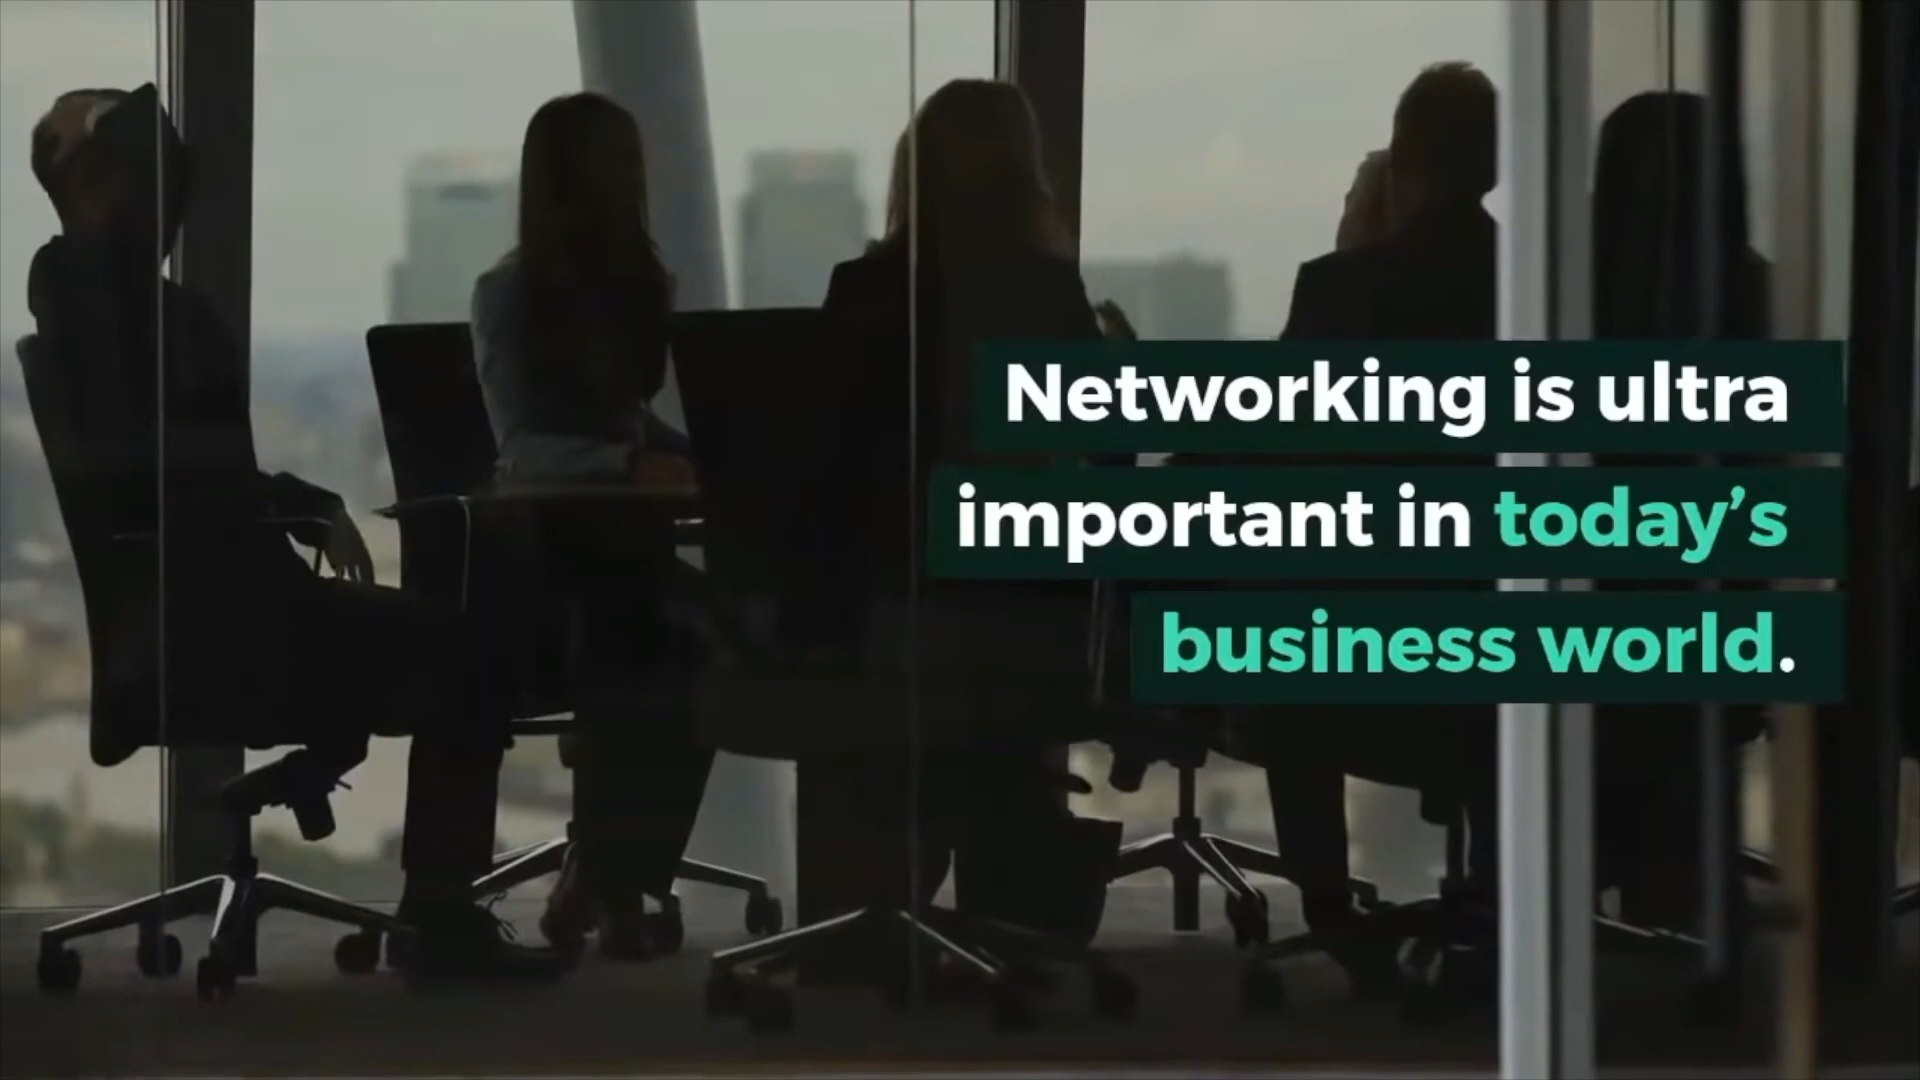 Networking is ultra
important in today’s
business world.